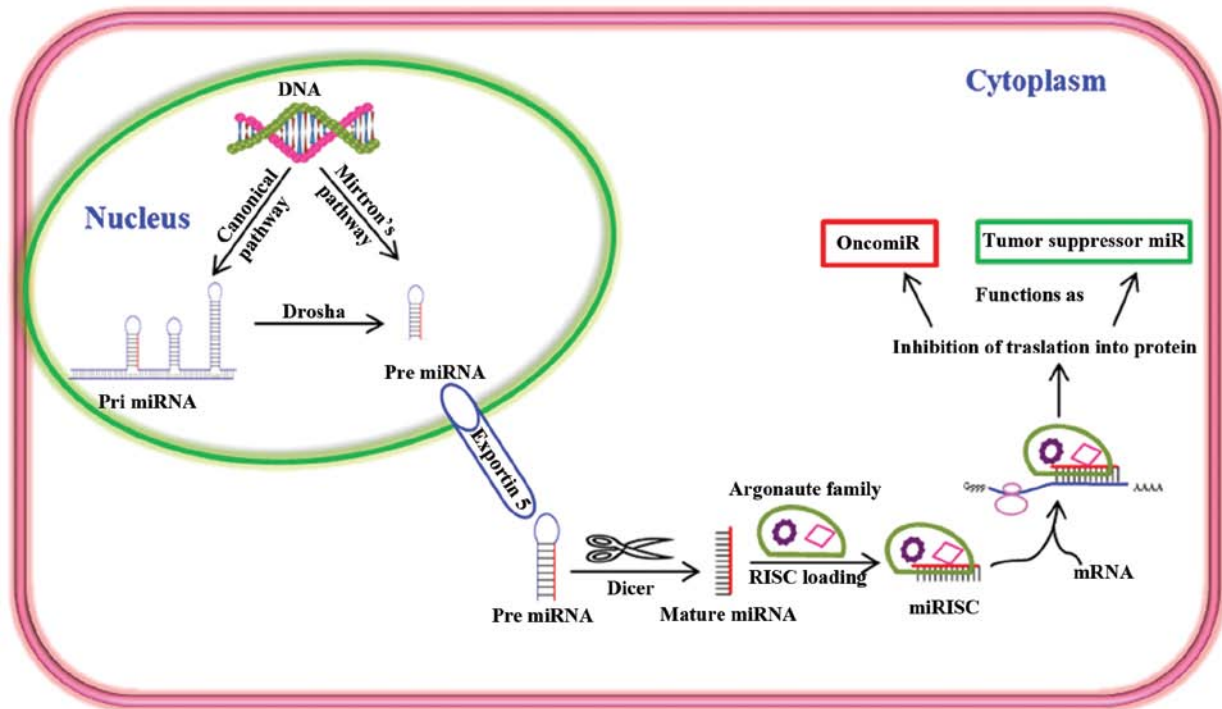 Cytoplasm
DNA
Nucleus
Canonical
pathway
Mirtron's
pathway
Drosha
Pri miRNA
Pre miRNA
Exportin 5
OncomiR
Tumor suppressor miR
Functions as
Inhibition of traslation into protein
Argonaute family
Pre miRNA
Dicer
Mature miRNA
RISC loading
miRISC
mRNA
AAAA